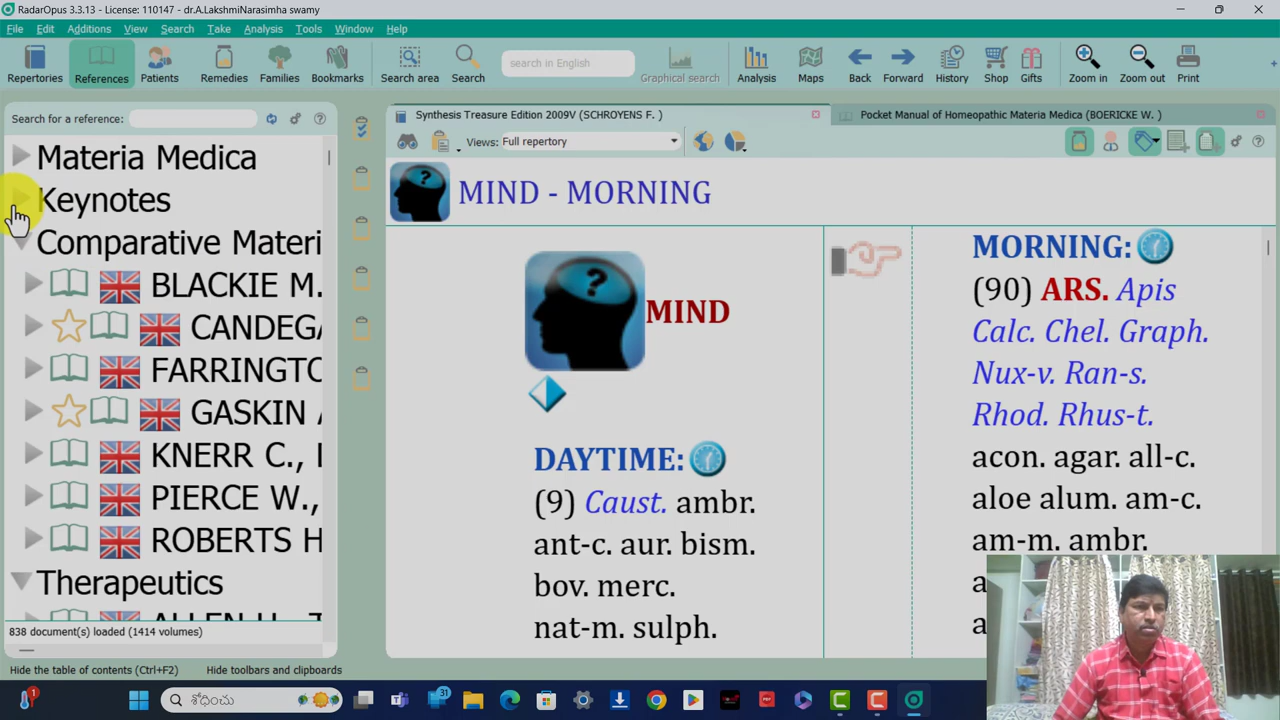 RadarOpus 3.3.13 - License: 110147 - dr.A.LakshmiNarasimha swamy
File Edit Additions View Search Take Analysis Tools Window Help
Repertories References Patients Remedies Families Bookmarks Search area Search search in English Graphical search Analysis Maps Back Forward History Shop Gifts Zoom in Zoom out Print
Search for a reference:
Materia Medica
Keynotes
Comparative Materi
BLACKIE M.
CANDEGA
FARRINGTO
GASKIN A
KNERR C., I
PIERCE W.,
ROBERTS H
Therapeutics
838 document(s) loaded (1414 volumes)
Hide the table of contents (Ctrl+F2) Hide toolbars and clipboards
Synthesis Treasure Edition 2009V (SCHROYENS F. )
Pocket Manual of Homeopathic Materia Medica (BOERICKE W. )
Views: Full repertory
MIND - MORNING
MIND
DAYTIME:
(9) Caust. ambr.
ant-c. aur. bism.
bov. merc.
nat-m. sulph.
MORNING:
(90) ARS. Apis
Calc. Chel. Graph.
Nux-v. Ran-s.
Rhod. Rhus-t.
acon. agar. all-c.
aloe alum. am-c.
am-m. ambr.
1
శోధించు
31